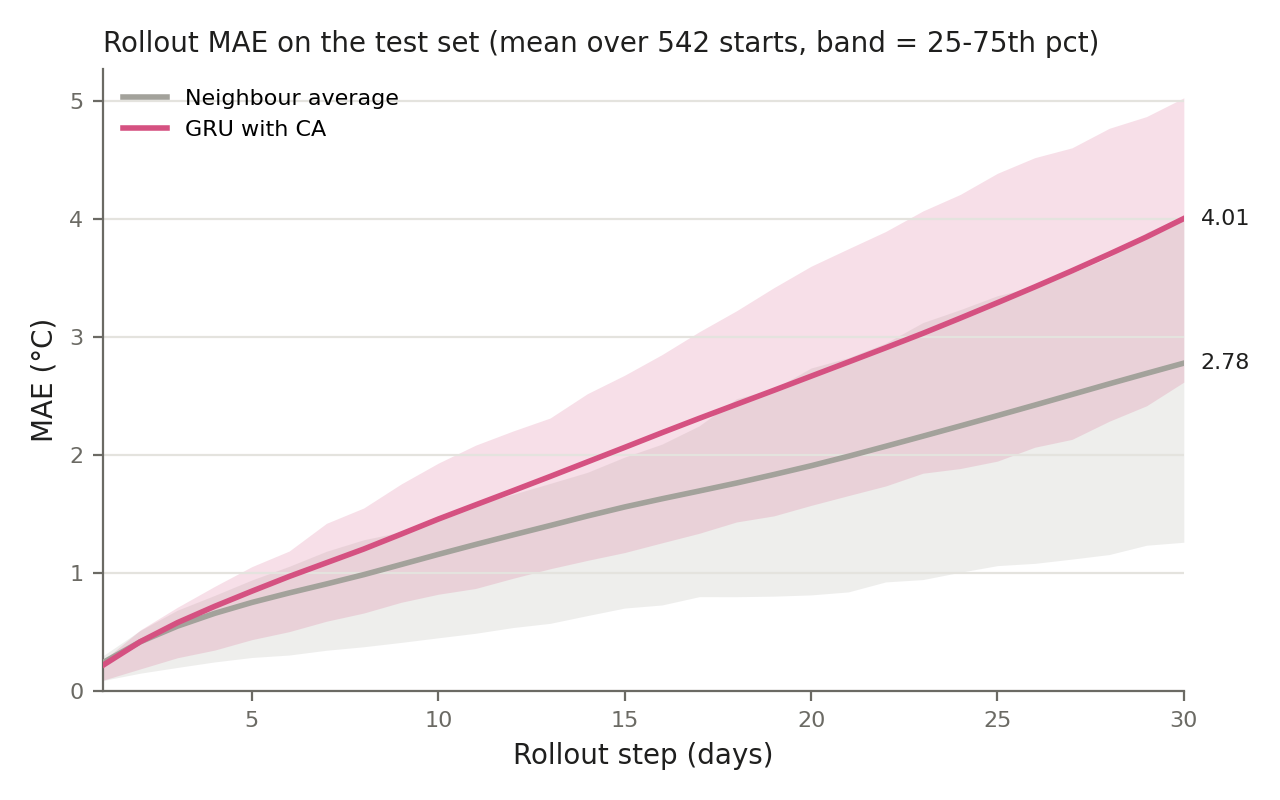 Rollout MAE on the test set (mean over 542 starts, band = 25-75th pct)
Neighbour average
GRU with CA
MAE (°C)
5
4
3
2
1
0
4.01
2.78
5
10
15
20
25
30
Rollout step (days)